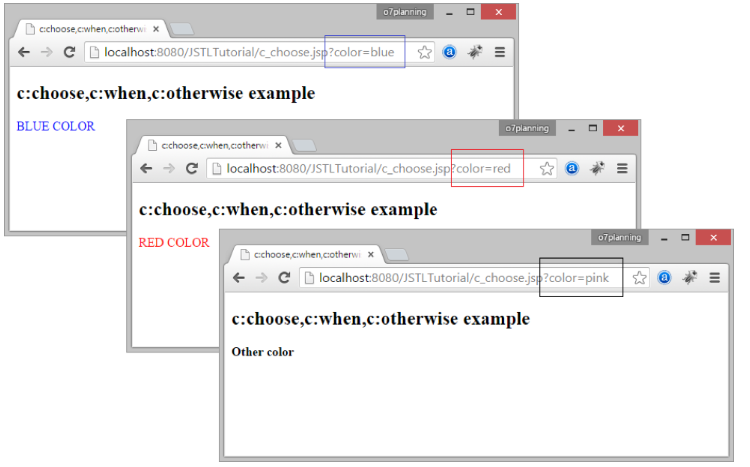 o7planning
c:choose,c:when,c:otherwi
localhost:8080/JSTLTutorial/c_choose.jsp?color=blue
c:choose,c:when,c:otherwise example
BLUE COLOR
o7planning
c:choose,c:when,c:otherwi
localhost:8080/JSTLTutorial/c_choose.jsp?color=red
c:choose,c:when,c:otherwise example
RED COLOR
o7planning
c:choose,c:when,c:otherwi
localhost:8080/JSTLTutorial/c_choose.jsp?color=pink
c:choose,c:when,c:otherwise example
Other color